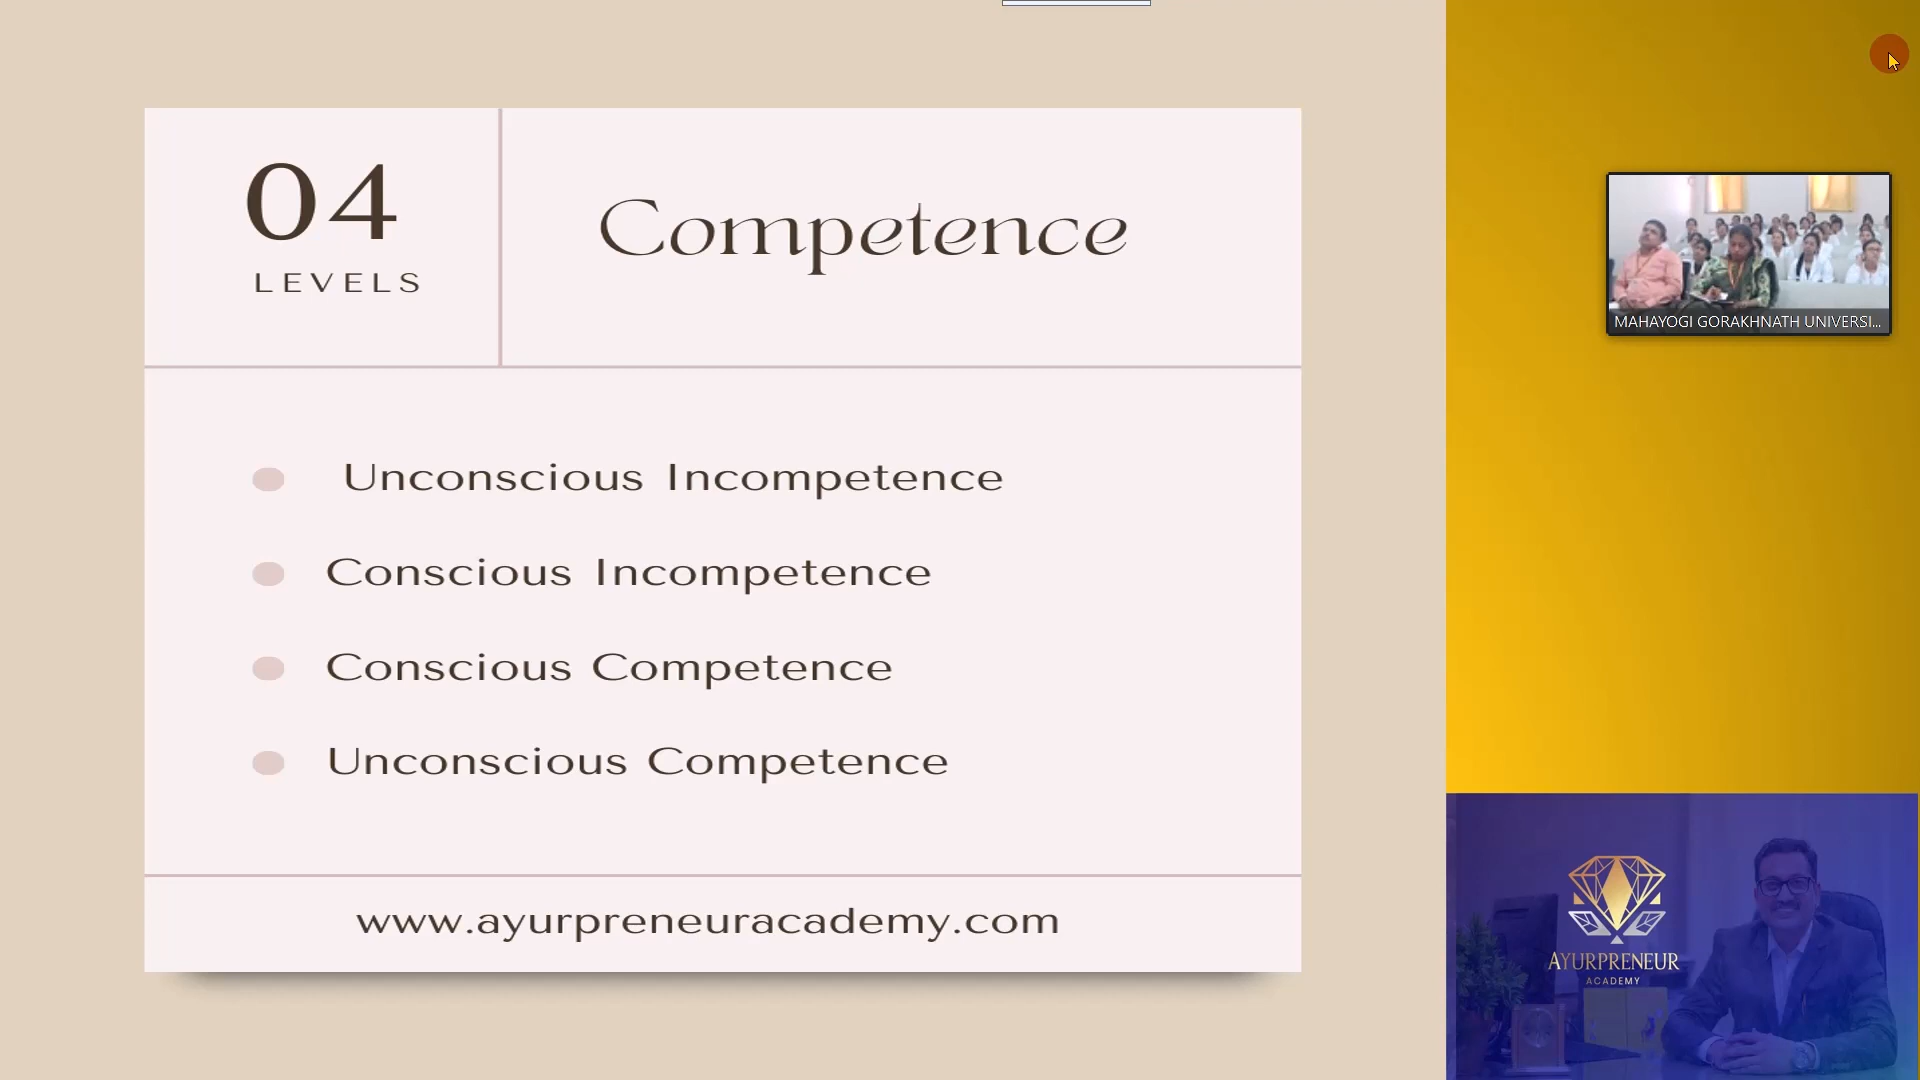 04
LEVELS
Competence
Unconscious Incompetence
Conscious Incompetence
Conscious Competence
Unconscious Competence
www.ayurpreneuracademy.com
MAHAYOGI GORAKHNATH UNIVERSI...
AYURPRENEUR
ACADEMY